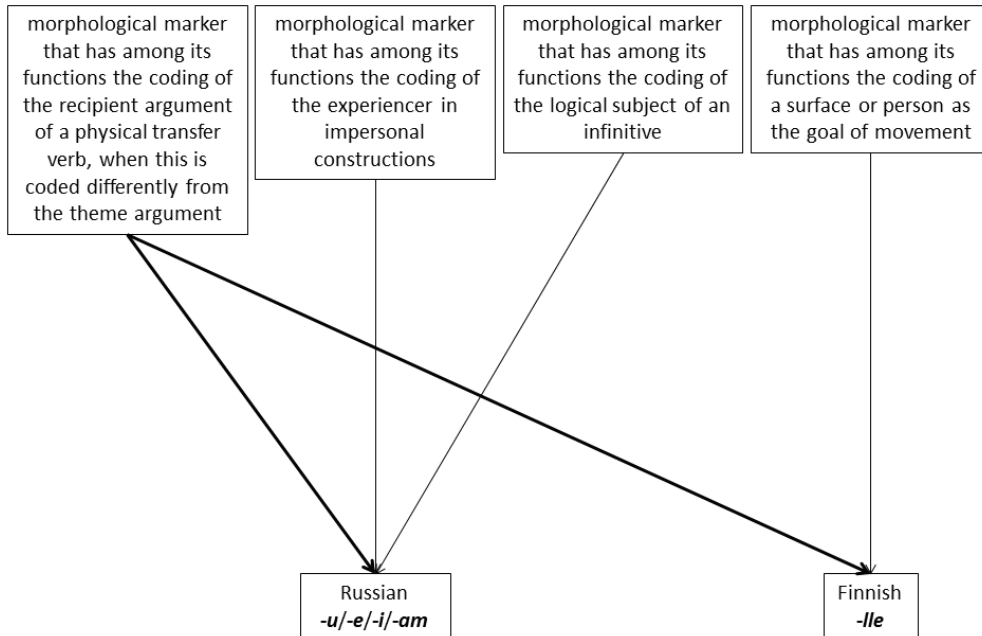 morphological marker
that has among its
functions the coding of
the recipient argument
of a physical transfer
verb, when this is
coded differently from
the theme argument
morphological marker
that has among its
functions the coding of
the experiencer in
impersonal
constructions
morphological marker
that has among its
functions the coding of
the logical subject of an
infinitive
morphological marker
that has among its
functions the coding of
a surface or person as
the goal of movement
Russian
-u/-e/-i/-am
Finnish
-lle